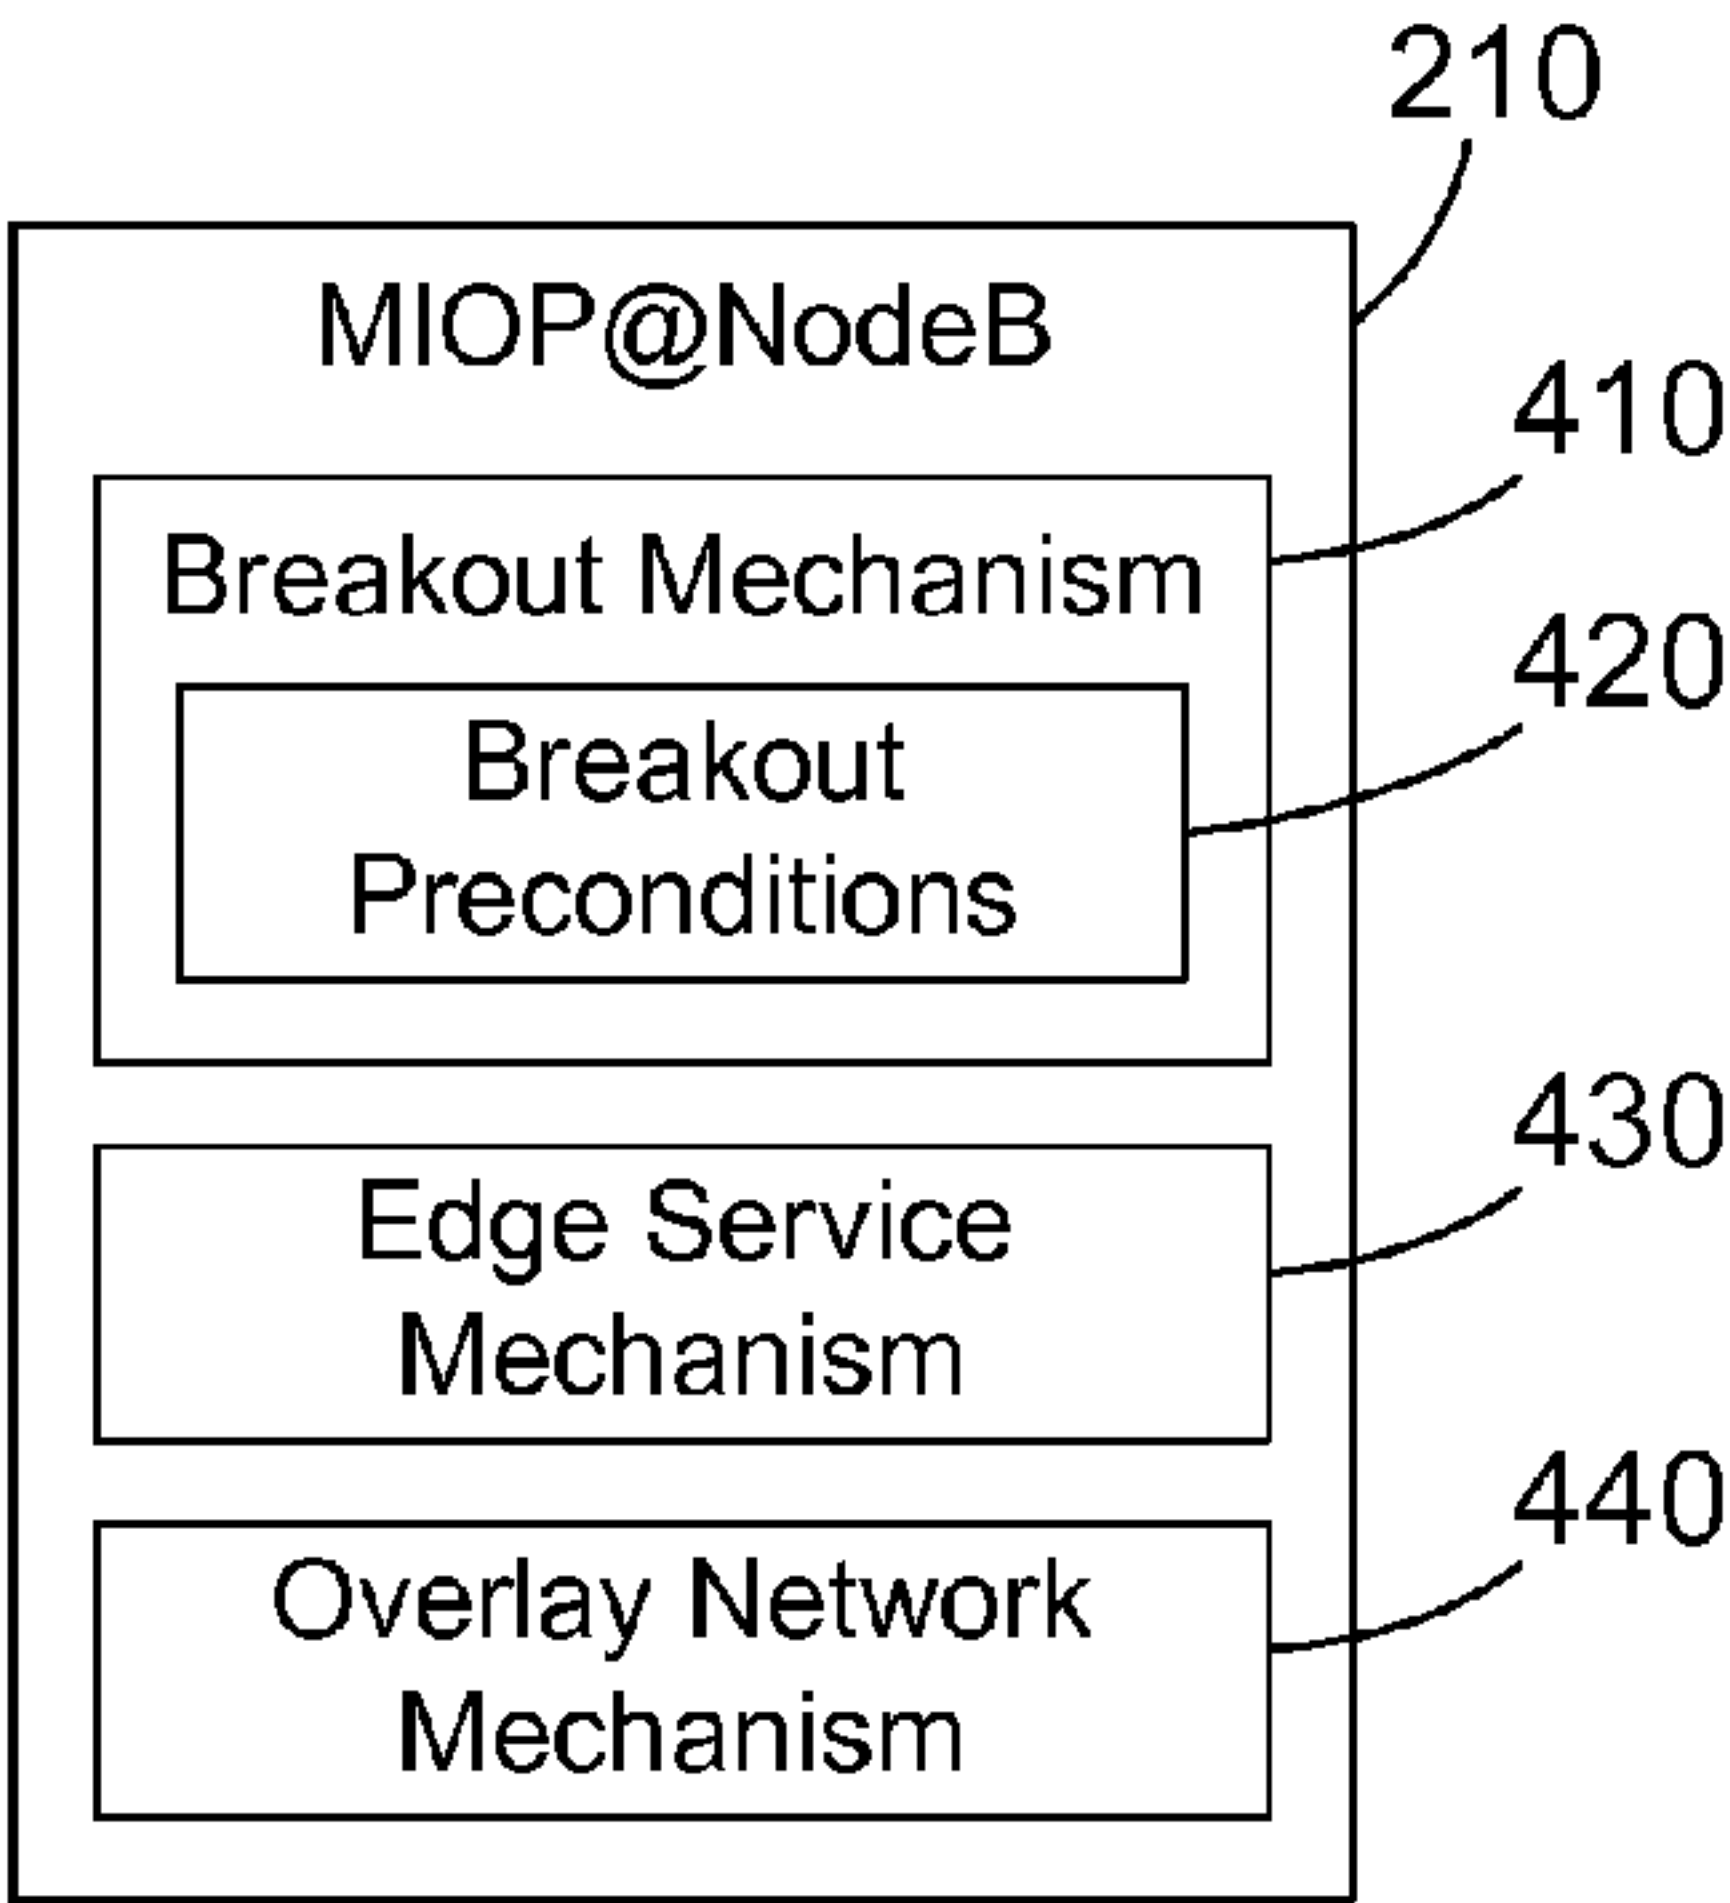 210
MIOP@NodeB
410
Breakout Mechanism
420
Breakout
Preconditions
430
Edge Service
Mechanism
440
Overlay Network
Mechanism